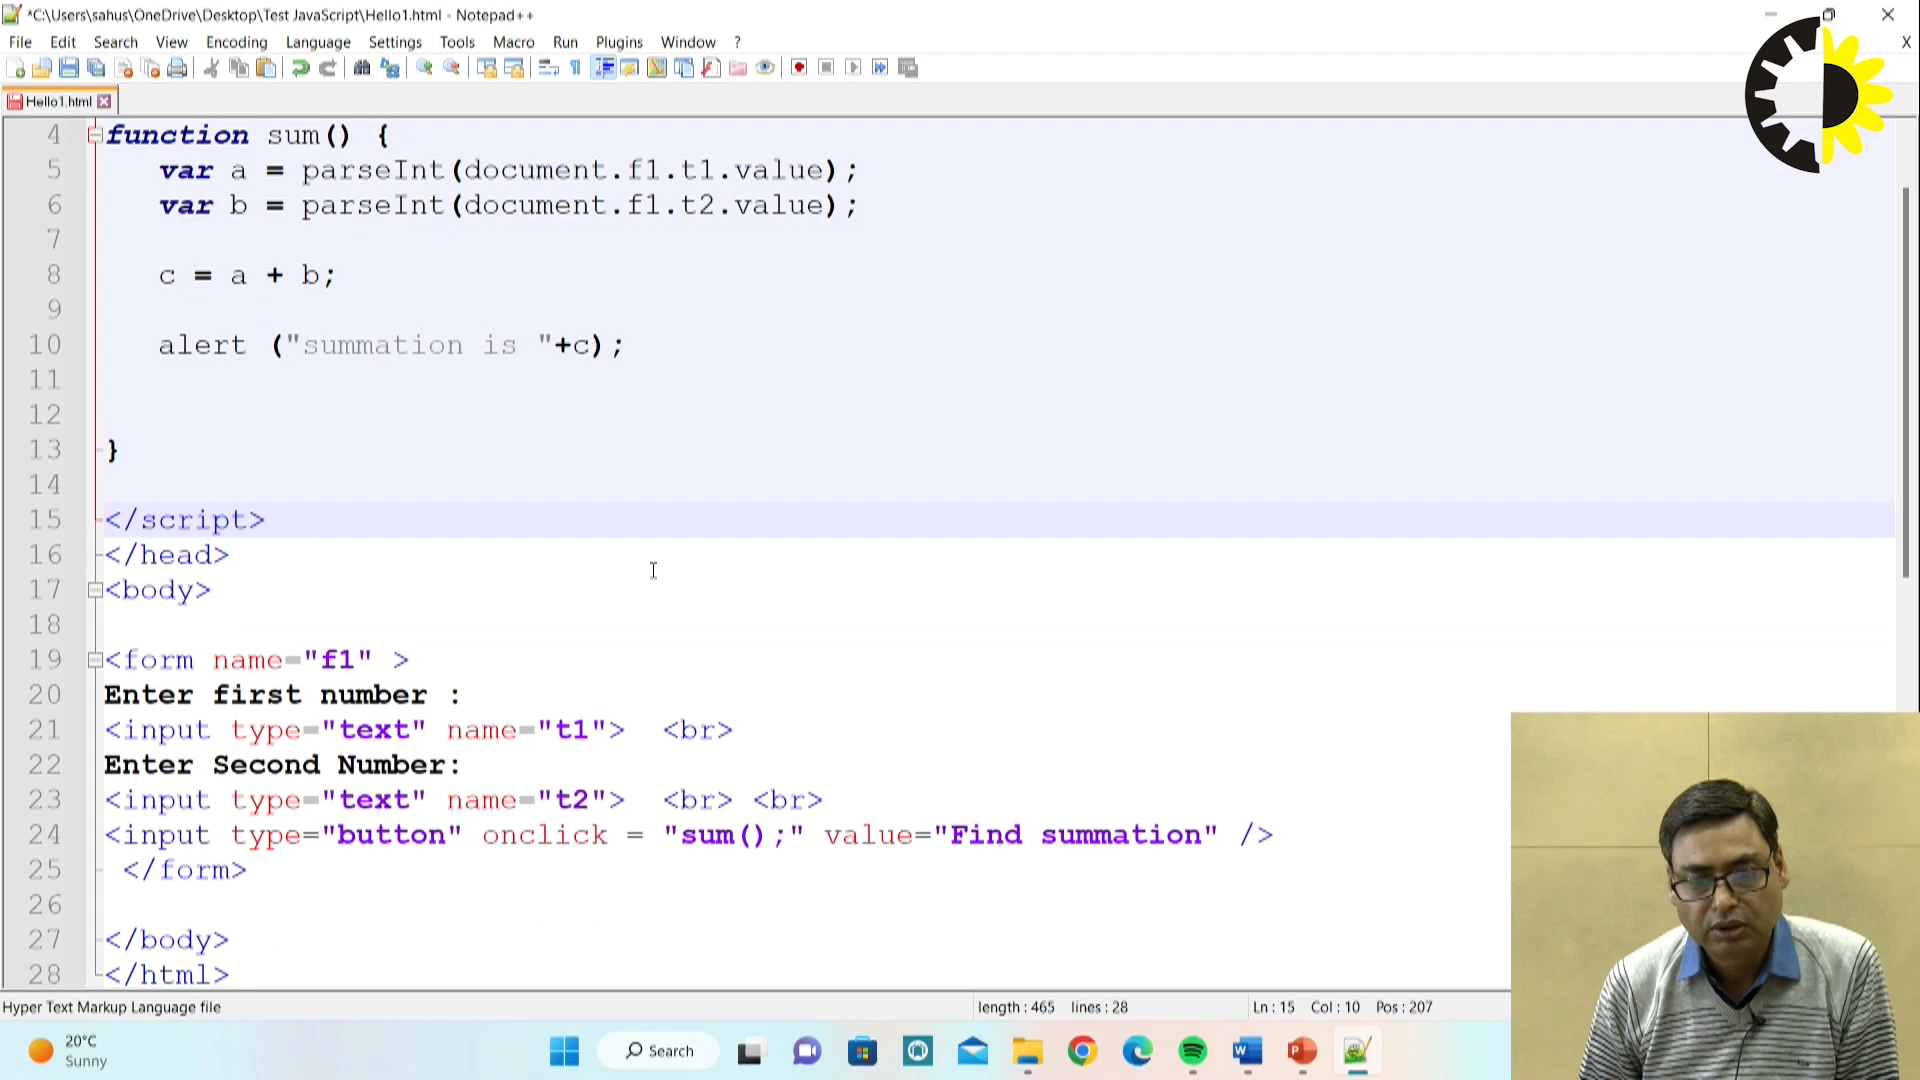 *C:\Users\sahus\OneDrive\Desktop\Test JavaScript\Hello1.html - Notepad++
File Edit Search View Encoding Language Settings Tools Macro Run Plugins Window ?
X
Hello1.html
4 function sum() {
5 var a = parseInt(document.f1.t1.value);
6 var b = parseInt(document.f1.t2.value);
7
8 c = a + b;
9
10 alert ("summation is "+c);
11
12
13 }
14
15 </script>
16 </head>
17 <body>
18
19 <form name="f1" >
20 Enter first number :
21 <input type="text" name="t1"> <br>
22 Enter Second Number:
23 <input type="text" name="t2"> <br> <br>
24 <input type="button" onclick = "sum();" value="Find summation" />
25 </form>
26
27 </body>
28 </html>
Hyper Text Markup Language file length : 465 lines : 28 Ln : 15 Col : 10 Pos : 207
20°C
Sunny
Search